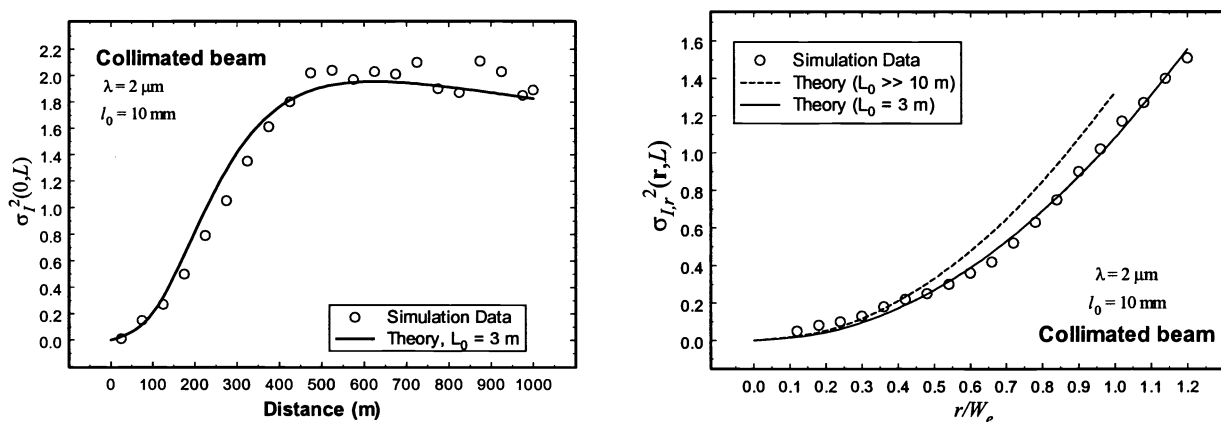 Collimated beam
λ = 2 μm
l₀ = 10 mm
σ_I²(0,L)
2.2
2.0
1.8
1.6
1.4
1.2
1.0
0.8
0.6
0.4
0.2
0.0
Simulation Data
Theory, L₀ = 3 m
0 100 200 300 400 500 600 700 800 900 1000
Distance (m)
Simulation Data
Theory (L₀ >> 10 m)
Theory (L₀ = 3 m)
σ_{I,r}²(r,L)
1.6
1.4
1.2
1.0
0.8
0.6
0.4
0.2
0.0
λ = 2 μm
l₀ = 10 mm
Collimated beam
0.0 0.1 0.2 0.3 0.4 0.5 0.6 0.7 0.8 0.9 1.0 1.1 1.2
r/W_e